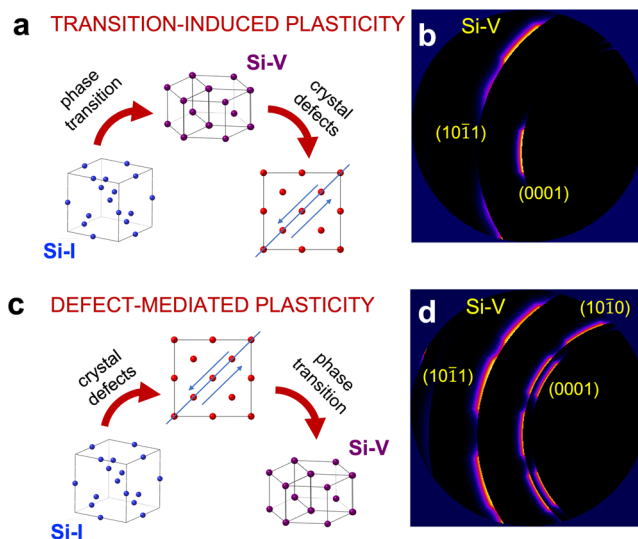 a TRANSITION-INDUCED PLASTICITY
phase transition
Si-V
crystal defects
Si-I
b
Si-V
(101̄1)
(0001)
c DEFECT-MEDIATED PLASTICITY
crystal defects
phase transition
Si-V
Si-I
d
Si-V
(101̄0)
(101̄1)
(0001)